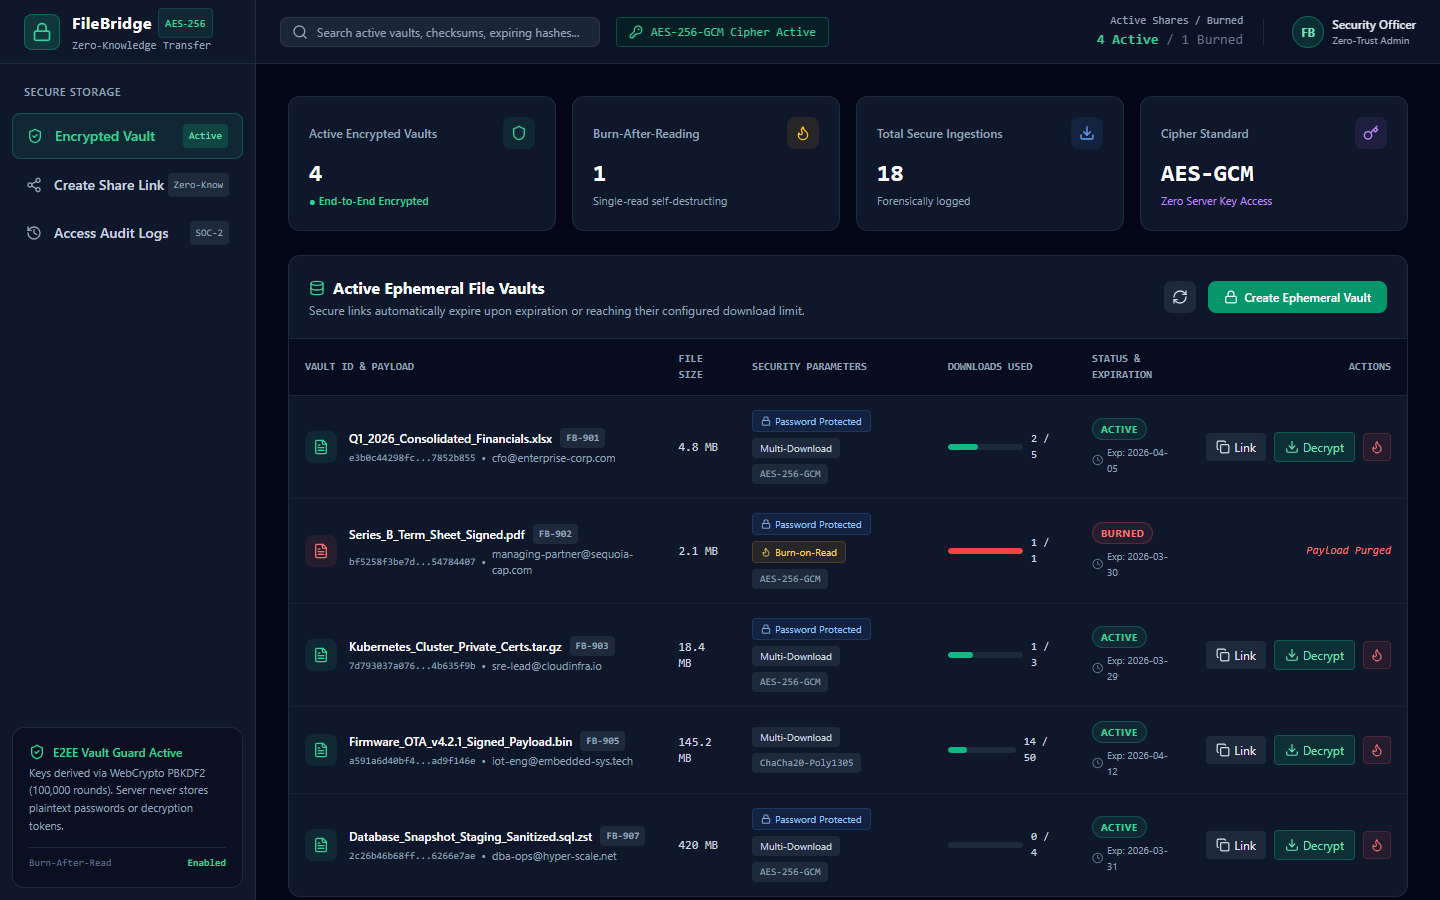 FileBridge AES-256
Zero-Knowledge Transfer
Search active vaults, checksums, expiring hashes...
AES-256-GCM Cipher Active
Active Shares / Burned
4 Active / 1 Burned
FB
Security Officer
Zero-Trust Admin
SECURE STORAGE
Encrypted Vault Active
Create Share Link Zero-Know
Access Audit Logs SOC-2
E2EE Vault Guard Active
Keys derived via WebCrypto PBKDF2
(100,000 rounds). Server never stores
plaintext passwords or decryption
tokens.
Burn-After-Read Enabled
Active Encrypted Vaults
4
● End-to-End Encrypted
Burn-After-Reading
1
Single-read self-destructing
Total Secure Ingestions
18
Forensically logged
Cipher Standard
AES-GCM
Zero Server Key Access
Active Ephemeral File Vaults
Secure links automatically expire upon expiration or reaching their configured download limit.
Create Ephemeral Vault
VAULT ID & PAYLOAD
FILE
SIZE
SECURITY PARAMETERS
DOWNLOADS USED
STATUS &
EXPIRATION
ACTIONS
Q1_2026_Consolidated_Financials.xlsx FB-901
e3b0c44298fc...7852b855 • cfo@enterprise-corp.com
4.8 MB
Password Protected
Multi-Download
AES-256-GCM
2 /
5
ACTIVE
Exp: 2026-04-
05
Link
Decrypt
Series_B_Term_Sheet_Signed.pdf FB-902
bf5258f3be7d...54784407 • managing-partner@sequoia-
cap.com
2.1 MB
Password Protected
Burn-on-Read
AES-256-GCM
1 /
1
BURNED
Exp: 2026-03-
30
Payload Purged
Kubernetes_Cluster_Private_Certs.tar.gz FB-903
7d793037a076...4b635f9b • sre-lead@cloudinfra.io
18.4
MB
Password Protected
Multi-Download
AES-256-GCM
1 /
3
ACTIVE
Exp: 2026-03-
29
Link
Decrypt
Firmware_OTA_v4.2.1_Signed_Payload.bin FB-905
a591a6d40bf4...ad9f146e • iot-eng@embedded-sys.tech
145.2
MB
Multi-Download
ChaCha20-Poly1305
14 /
50
ACTIVE
Exp: 2026-04-
12
Link
Decrypt
Database_Snapshot_Staging_Sanitized.sql.zst FB-907
2c26b46b68ff...6266e7ae • dba-ops@hyper-scale.net
420 MB
Password Protected
Multi-Download
AES-256-GCM
0 /
4
ACTIVE
Exp: 2026-03-
31
Link
Decrypt